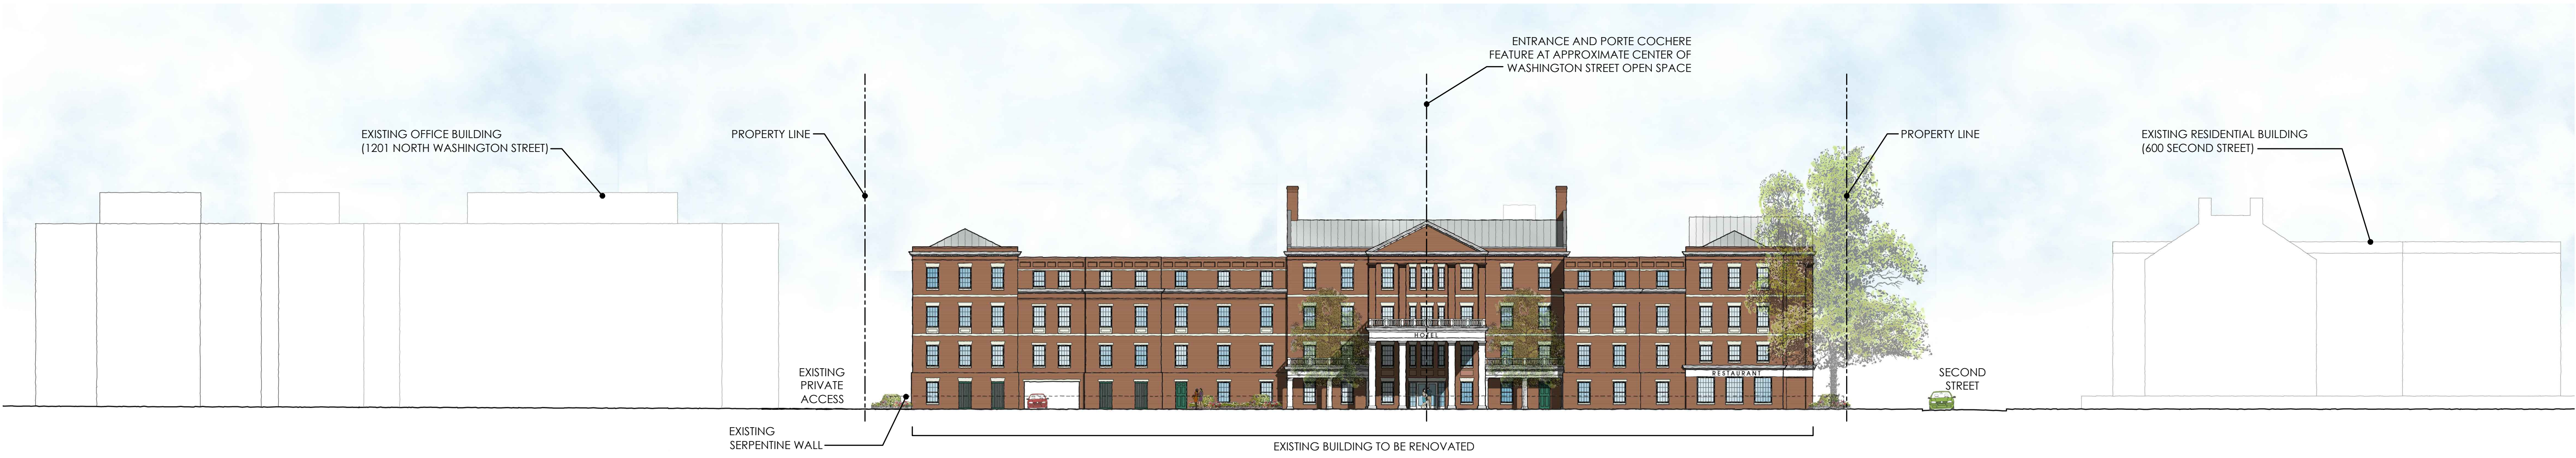 ENTRANCE AND PORTE COCHERE
FEATURE AT APPROXIMATE CENTER OF
WASHINGTON STREET OPEN SPACE
EXISTING OFFICE BUILDING
(1201 NORTH WASHINGTON STREET)
PROPERTY LINE
PROPERTY LINE
EXISTING RESIDENTIAL BUILDING
(600 SECOND STREET)
HOTEL
RESTAURANT
EXISTING
PRIVATE
ACCESS
SECOND
STREET
EXISTING
SERPENTINE WALL
EXISTING BUILDING TO BE RENOVATED